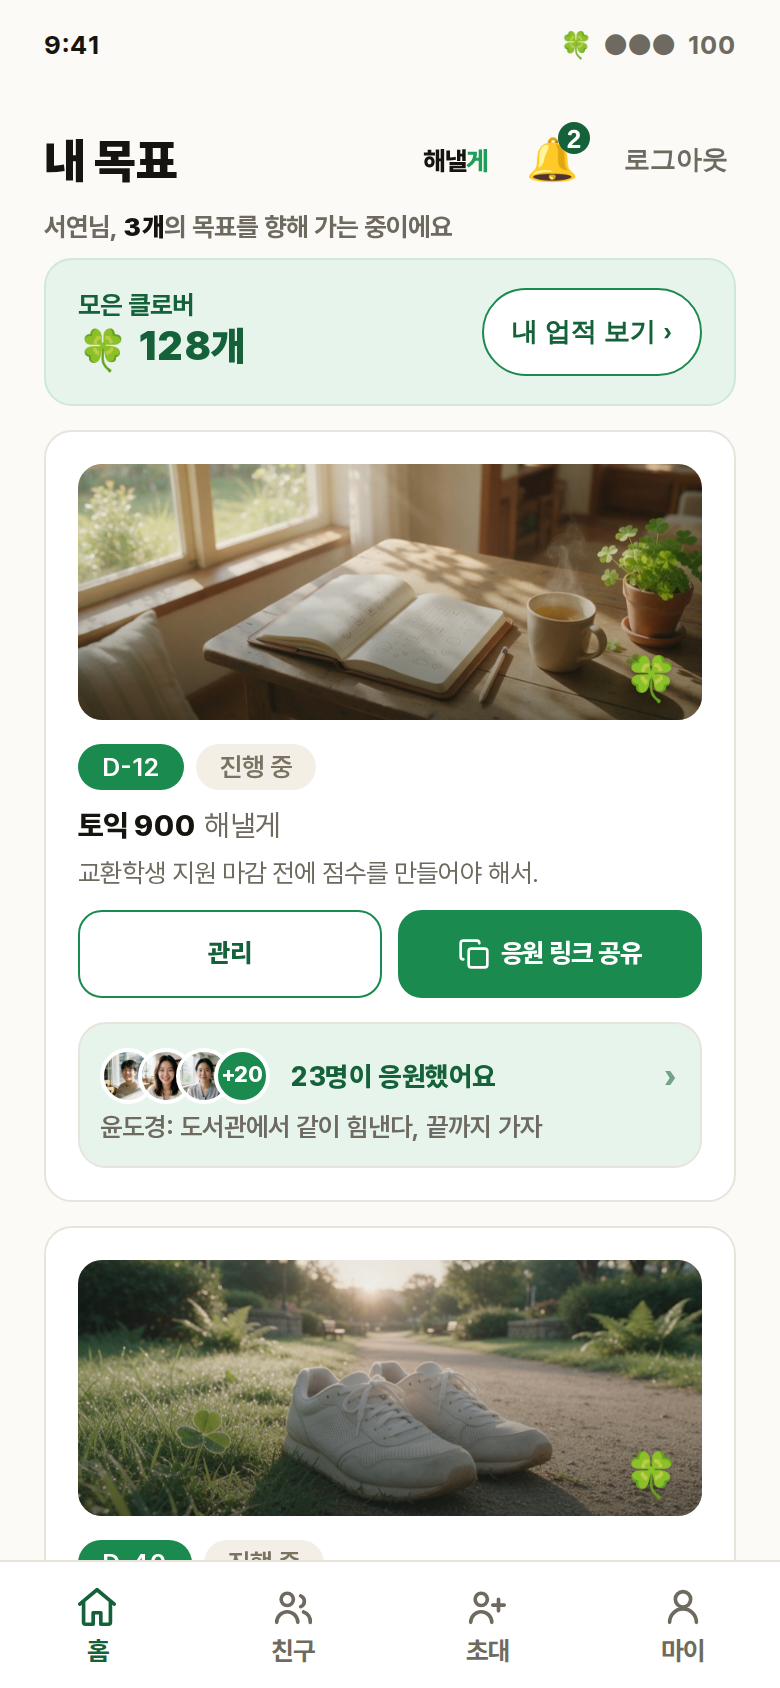 9:41 100
내 목표 해낼게 2 로그아웃
서연님, 3개의 목표를 향해 가는 중이에요
모은 클로버
128개
내 업적 보기 ›
D-12 진행 중
토익 900 해낼게
교환학생 지원 마감 전에 점수를 만들어야 해서.
관리 응원 링크 공유
+20 23명이 응원했어요 ›
윤도경: 도서관에서 같이 힘낸다, 끝까지 가자
진행 중
홈 친구 초대 마이